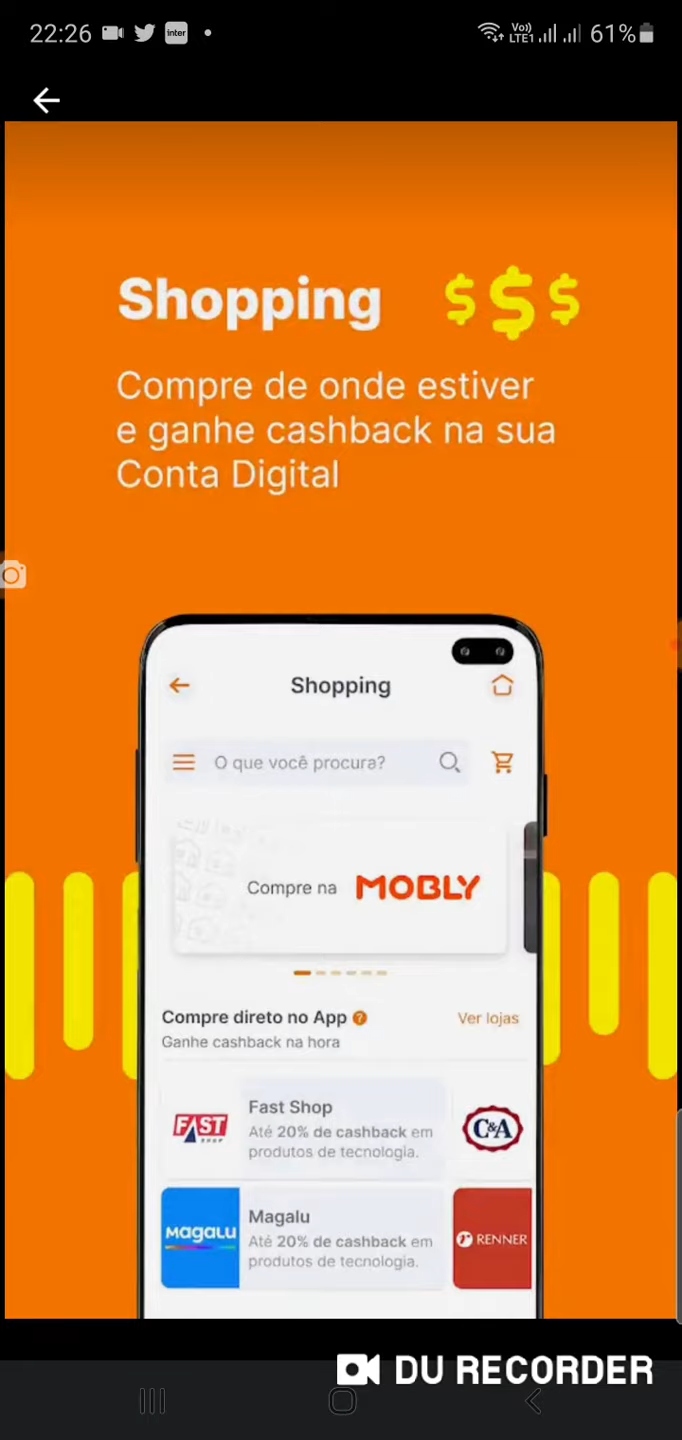 22:26 inter Vo)) LTE1 61%
Shopping $$$
Compre de onde estiver
e ganhe cashback na sua
Conta Digital
Shopping
O que você procura?
Compre na MOBLY
Compre direto no App ?
Ver lojas
Ganhe cashback na hora
FAST SHOP
Fast Shop
Até 20% de cashback em
produtos de tecnologia.
C&A
Magalu
Magalu
Até 20% de cashback em
produtos de tecnologia.
r RENNER
DU RECORDER